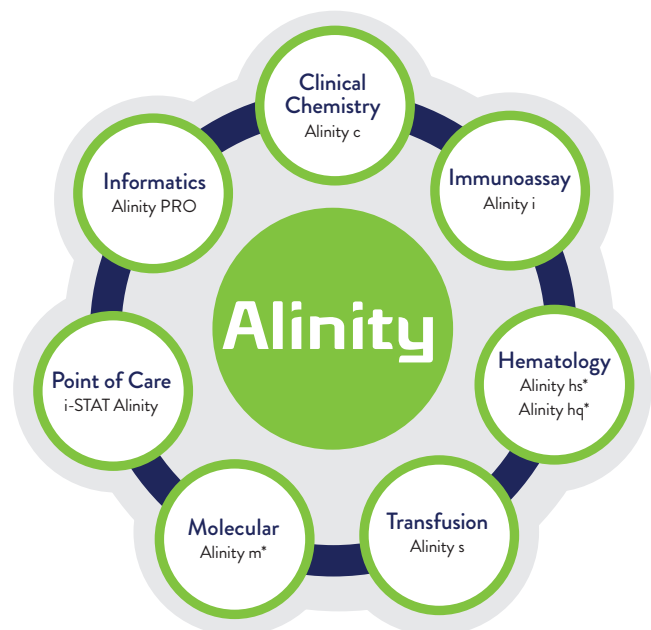 Clinical
Chemistry
Alinity c
Immunoassay
Alinity i
Hematology
Alinity hs*
Alinity hq*
Transfusion
Alinity s
Molecular
Alinity m*
Point of Care
i-STAT Alinity
Informatics
Alinity PRO
Alinity